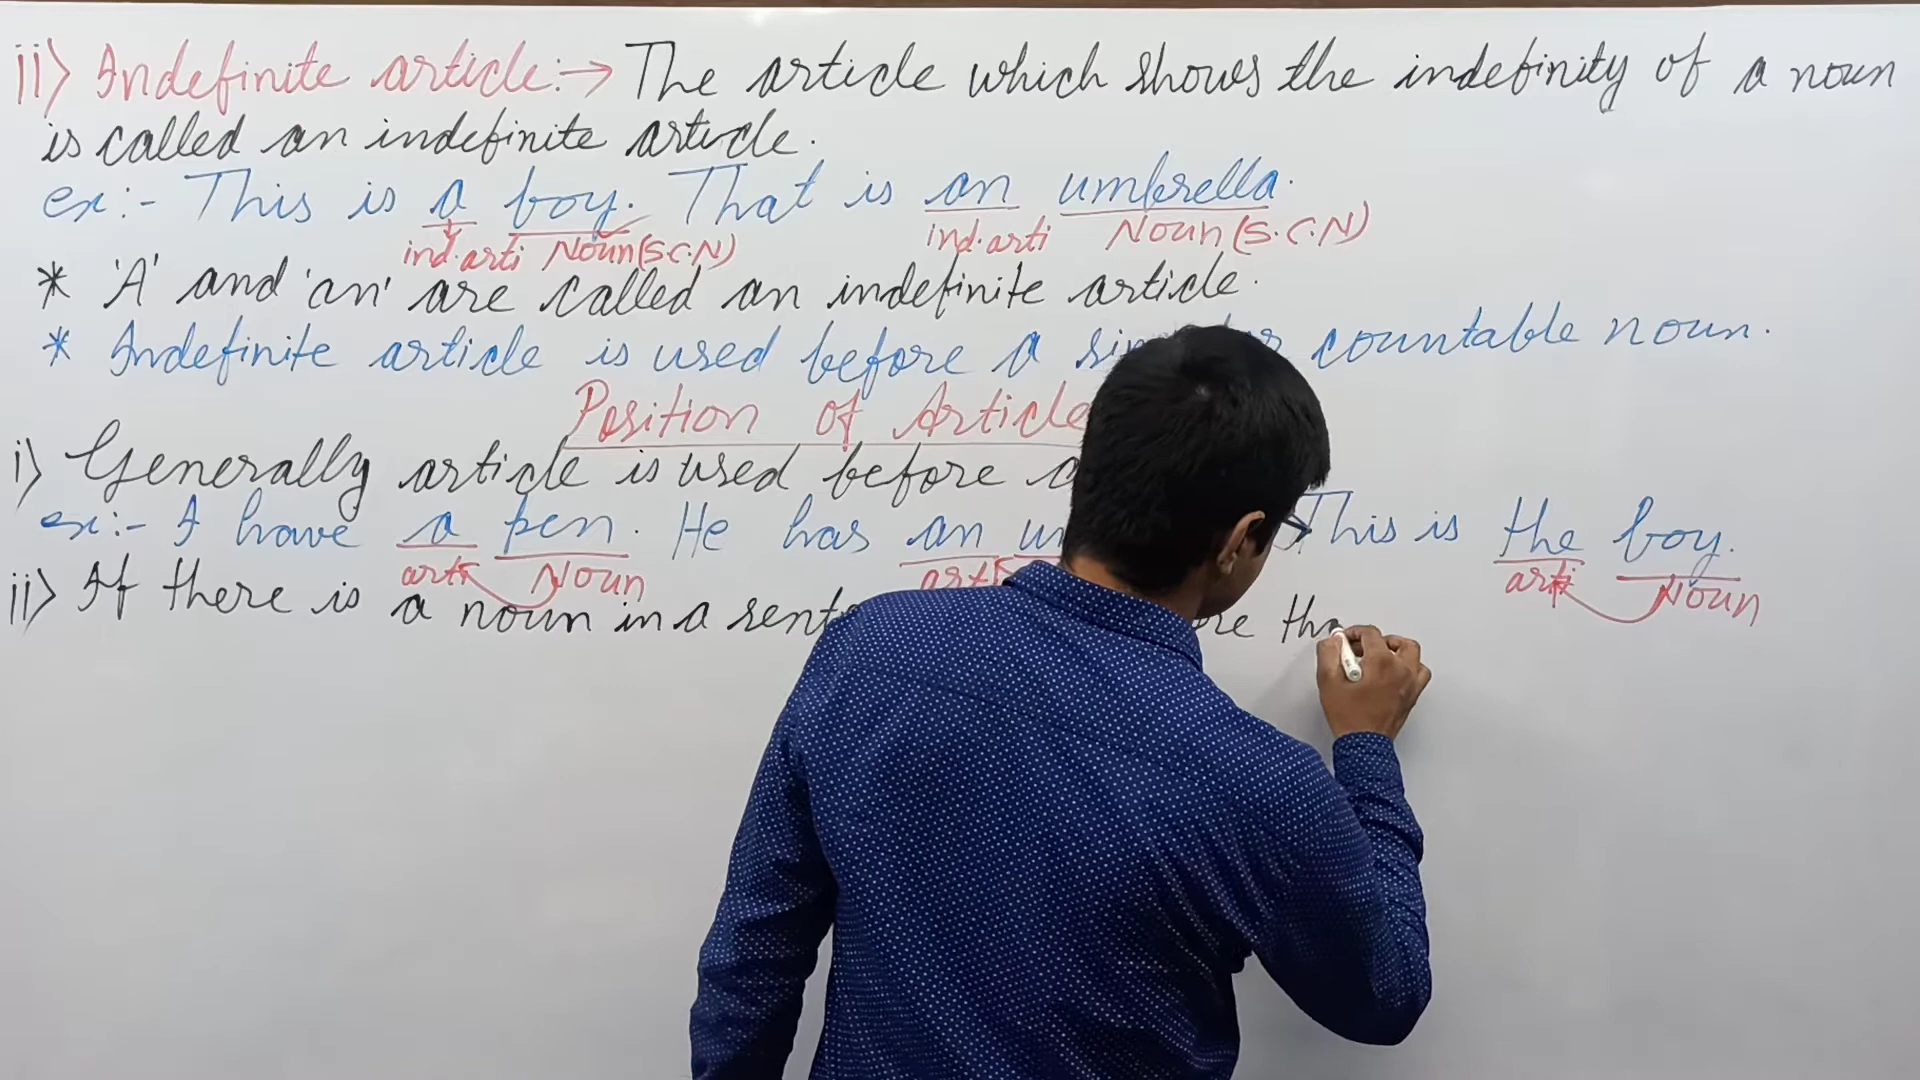 ii) Indefinite article:→ The article which shows the indefinity of a noun
is called an indefinite article.
ex:- This is a boy. That is an umbrella.
ind.arti Noun(S.C.N) ind.arti Noun(S.C.N)
* 'A' and 'an' are called an indefinite article.
* Indefinite article is used before a countable noun.
Position of Article
i) Generally article is used before a
ex:- I have a pen. He has an This is the boy.
arti Noun arti arti Noun
ii) If there is a noun in a